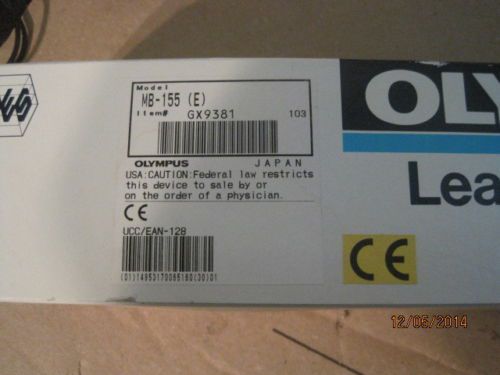 Model
MB-155 (E)
Item# GX9381 103
OLYMPUS JAPAN
USA:CAUTION:Federal law restricts
this device to sale by or
on the order of a physician.
CE
UCC/EAN-128
OLY
Lea
CE
12/05/2014